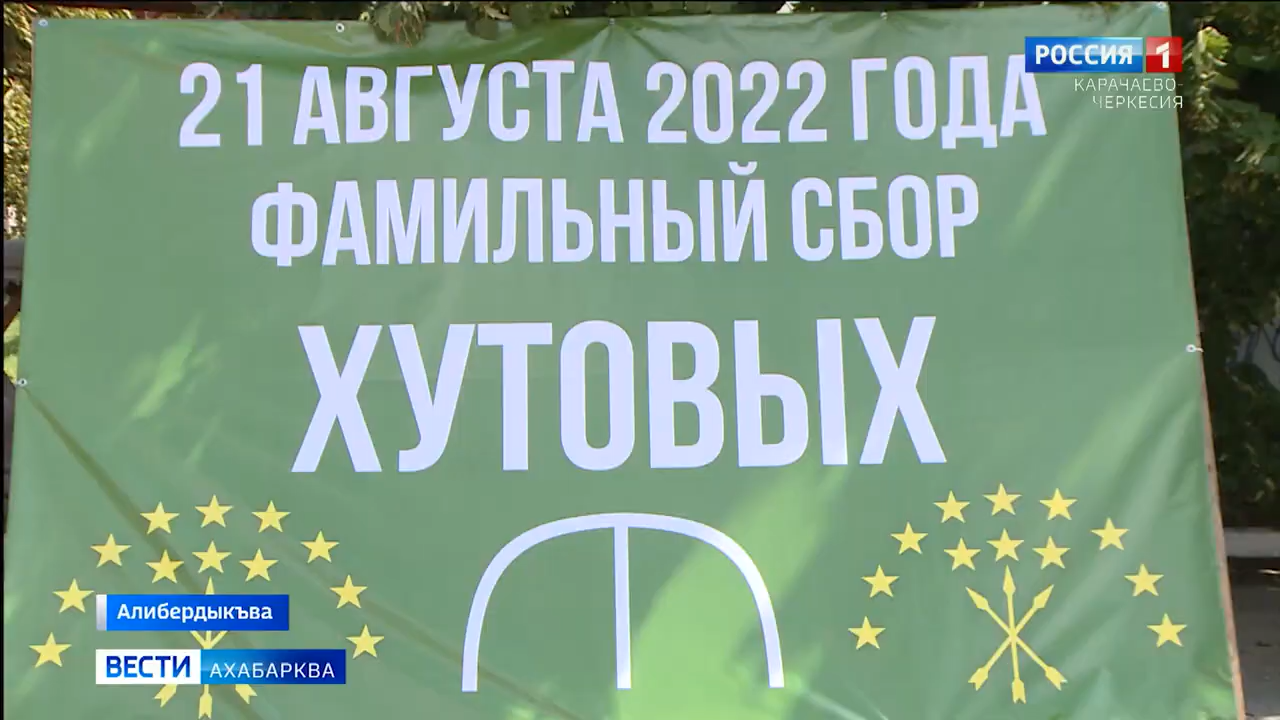 21 АВГУСТА 2022 ГОДА
ФАМИЛЬНЫЙ СБОР
ХУТОВЫХ
РОССИЯ 1
КАРАЧАЕВО-
ЧЕРКЕСИЯ
Алибердыкъва
ВЕСТИ АХАБАРКВА